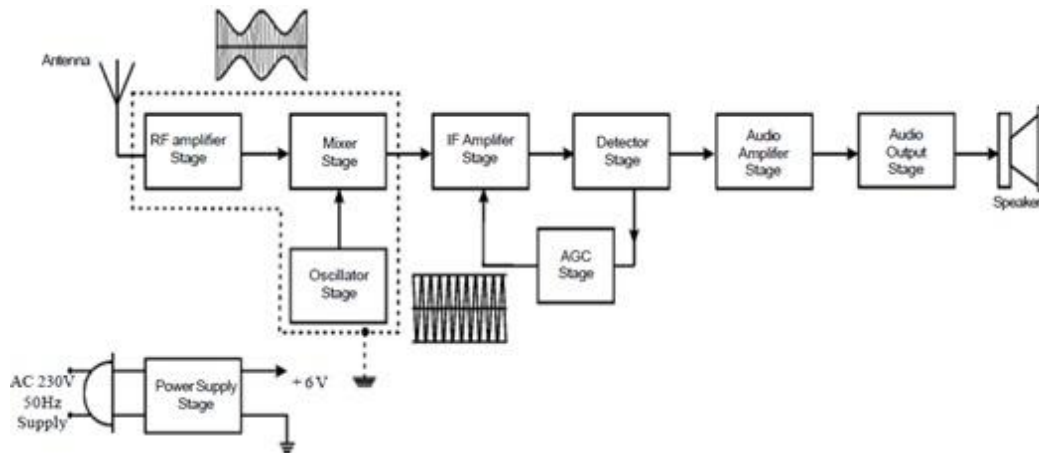 Antenna
RF amplifier
Stage
Mixer
Stage
IF Amplifer
Stage
Detector
Stage
Audio
Amplifer
Stage
Audio
Output
Stage
Speaker
Oscillator
Stage
AGC
Stage
AC 230V
50Hz
Supply
Power Supply
Stage
+ 6 V